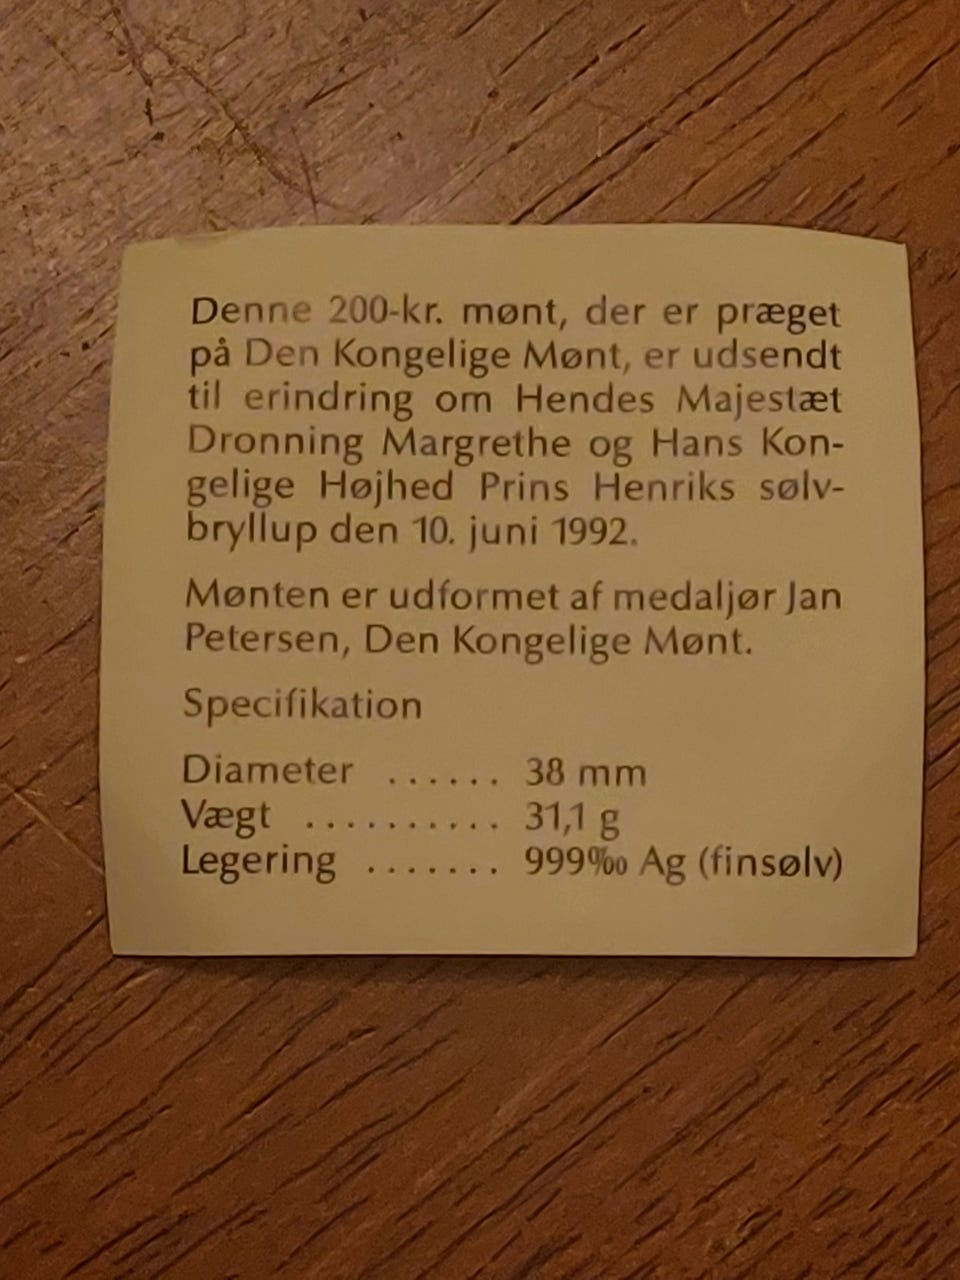 Denne 200-kr. mønt, der er præget
på Den Kongelige Mønt, er udsendt
til erindring om Hendes Majestæt
Dronning Margrethe og Hans Kon-
gelige Højhed Prins Henriks sølv-
bryllup den 10. juni 1992.
Mønten er udformet af medaljør Jan
Petersen, Den Kongelige Mønt.
Specifikation
Diameter ...... 38 mm
Vægt .......... 31,1 g
Legering ....... 999‰ Ag (finsølv)